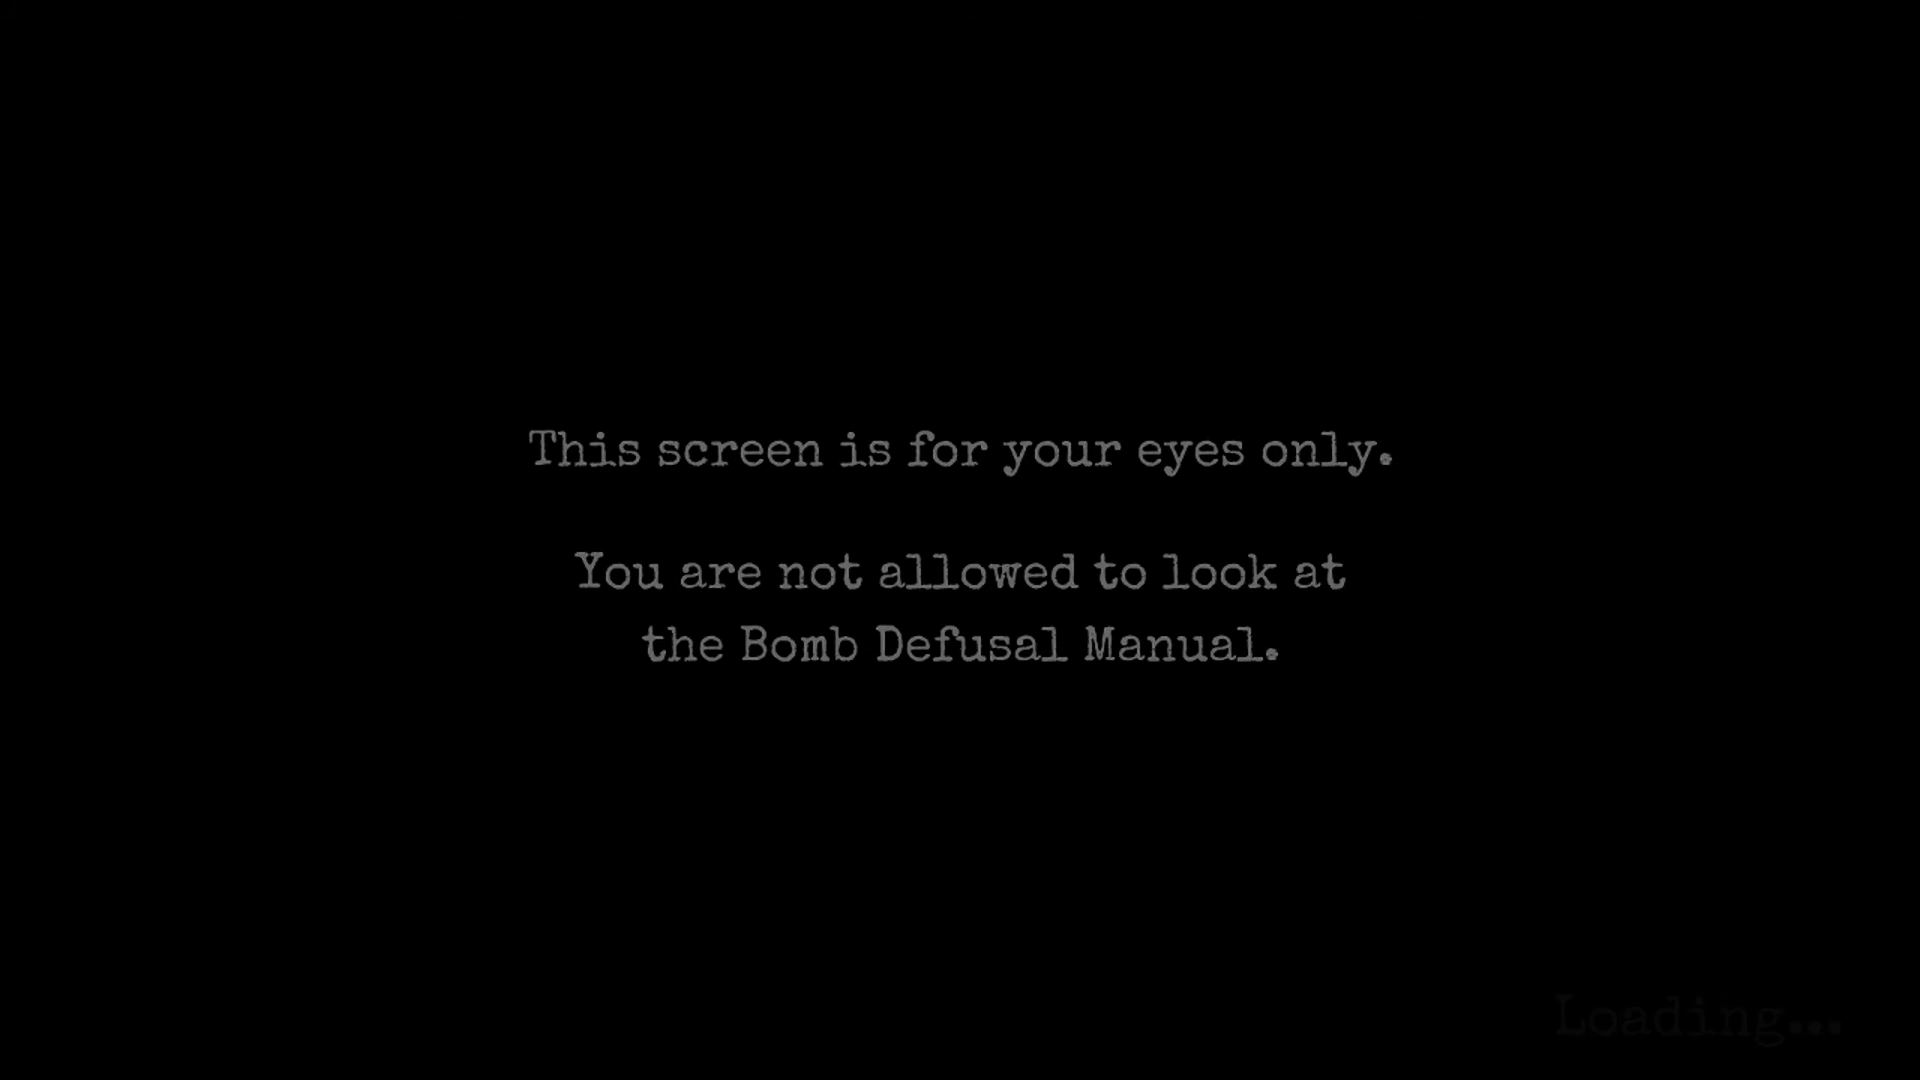 This screen is for your eyes only.
You are not allowed to look at
the Bomb Defusal Manual.
Loading...